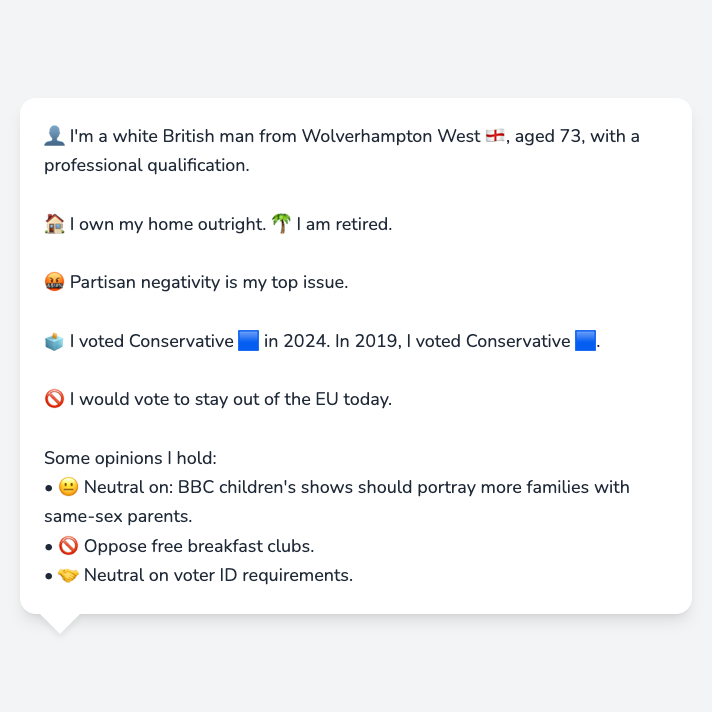 👤 I'm a white British man from Wolverhampton West 🏴󠁧󠁢󠁥󠁮󠁧󠁿, aged 73, with a
professional qualification.
🏠 I own my home outright. 🌴 I am retired.
🤬 Partisan negativity is my top issue.
🗳️ I voted Conservative 🟦 in 2024. In 2019, I voted Conservative 🟦.
🚫 I would vote to stay out of the EU today.
Some opinions I hold:
• 😐 Neutral on: BBC children's shows should portray more families with
same-sex parents.
• 🚫 Oppose free breakfast clubs.
• 🤝 Neutral on voter ID requirements.